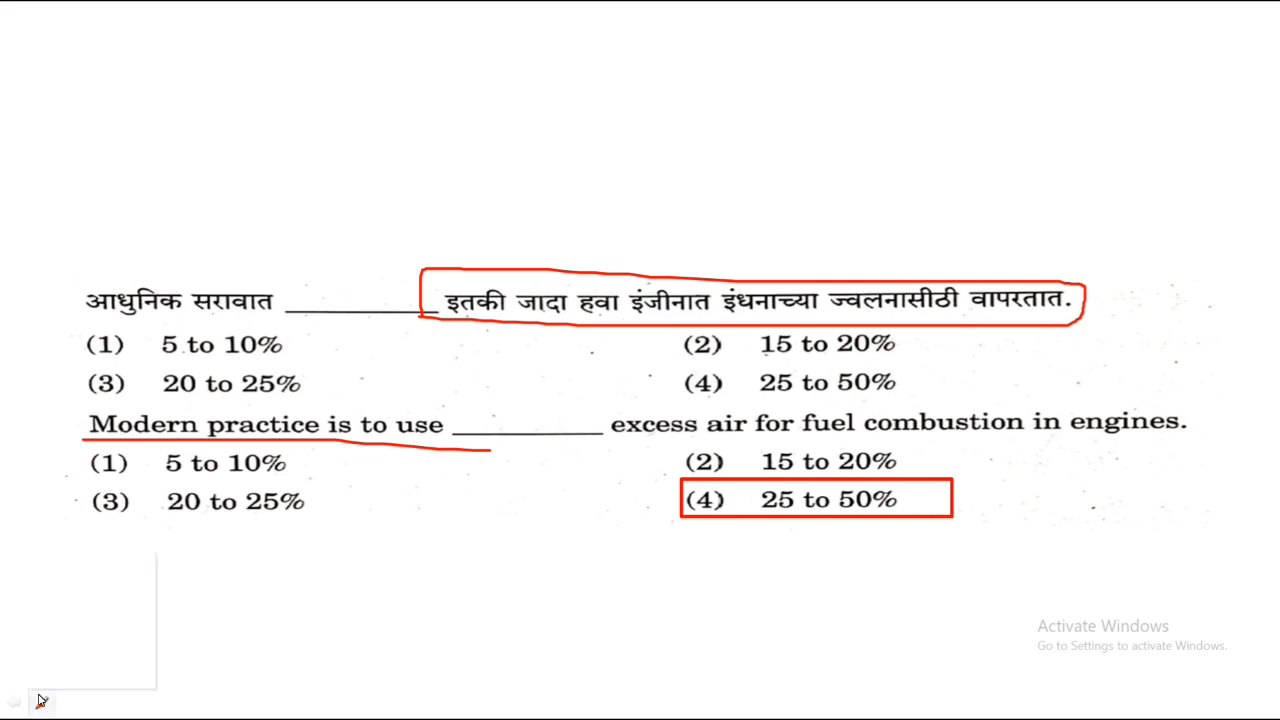 आधुनिक सरावात __________ इतकी जादा हवा इंजीनात इंधनाच्या ज्वलनासीठी वापरतात.
(1) 5 to 10% (2) 15 to 20%
(3) 20 to 25% (4) 25 to 50%
Modern practice is to use __________ excess air for fuel combustion in engines.
(1) 5 to 10% (2) 15 to 20%
(3) 20 to 25% (4) 25 to 50%
Activate Windows
Go to Settings to activate Windows.